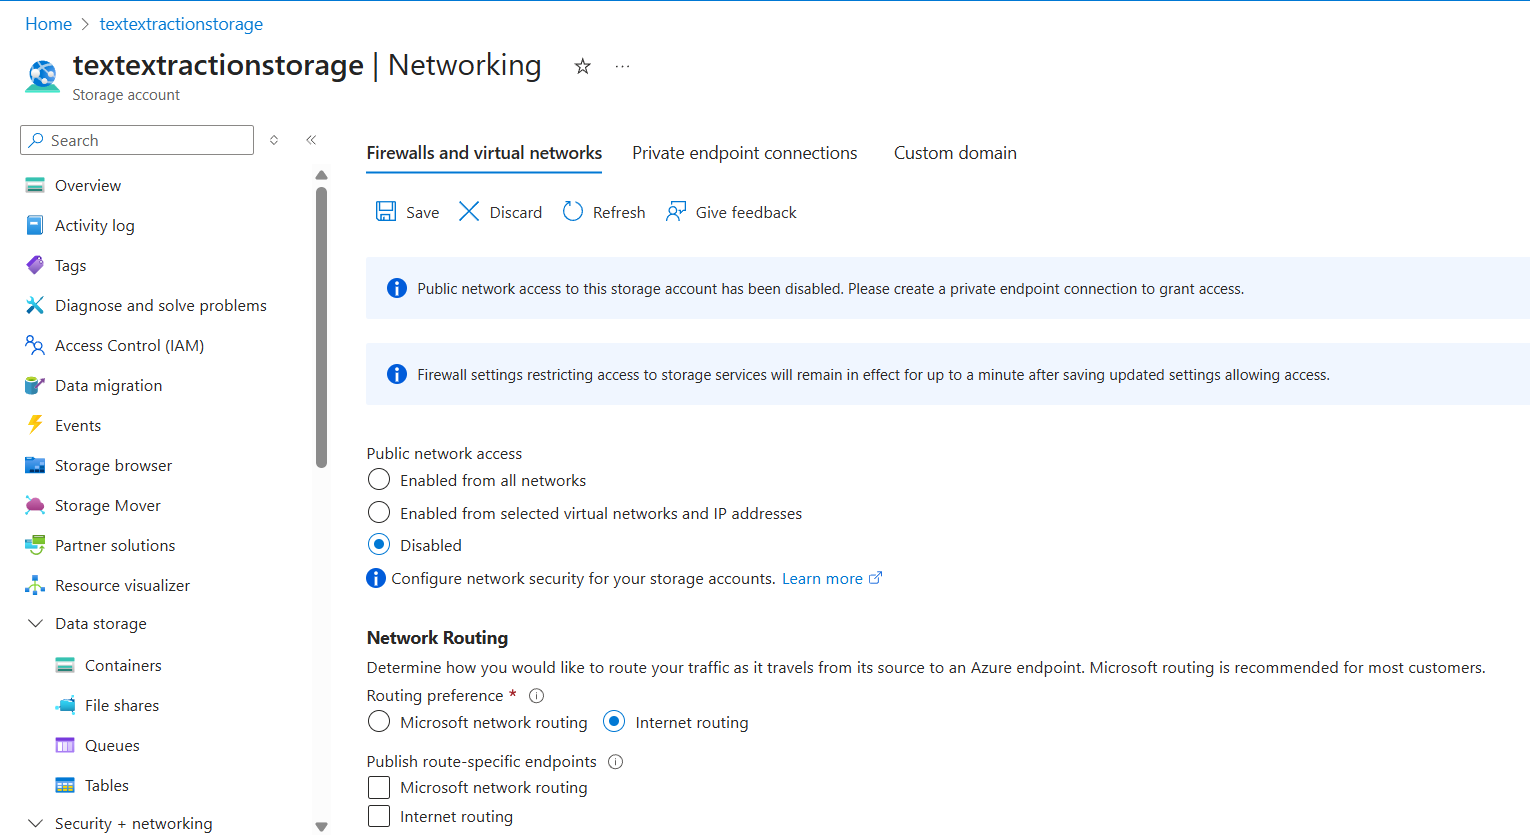 Home > textextractionstorage
textextractionstorage | Networking
Storage account
Search
Overview
Activity log
Tags
Diagnose and solve problems
Access Control (IAM)
Data migration
Events
Storage browser
Storage Mover
Partner solutions
Resource visualizer
Data storage
Containers
File shares
Queues
Tables
Security + networking
Firewalls and virtual networks Private endpoint connections Custom domain
Save Discard Refresh Give feedback
Public network access to this storage account has been disabled. Please create a private endpoint connection to grant access.
Firewall settings restricting access to storage services will remain in effect for up to a minute after saving updated settings allowing access.
Public network access
Enabled from all networks
Enabled from selected virtual networks and IP addresses
Disabled
Configure network security for your storage accounts. Learn more
Network Routing
Determine how you would like to route your traffic as it travels from its source to an Azure endpoint. Microsoft routing is recommended for most customers.
Routing preference *
Microsoft network routing Internet routing
Publish route-specific endpoints
Microsoft network routing
Internet routing